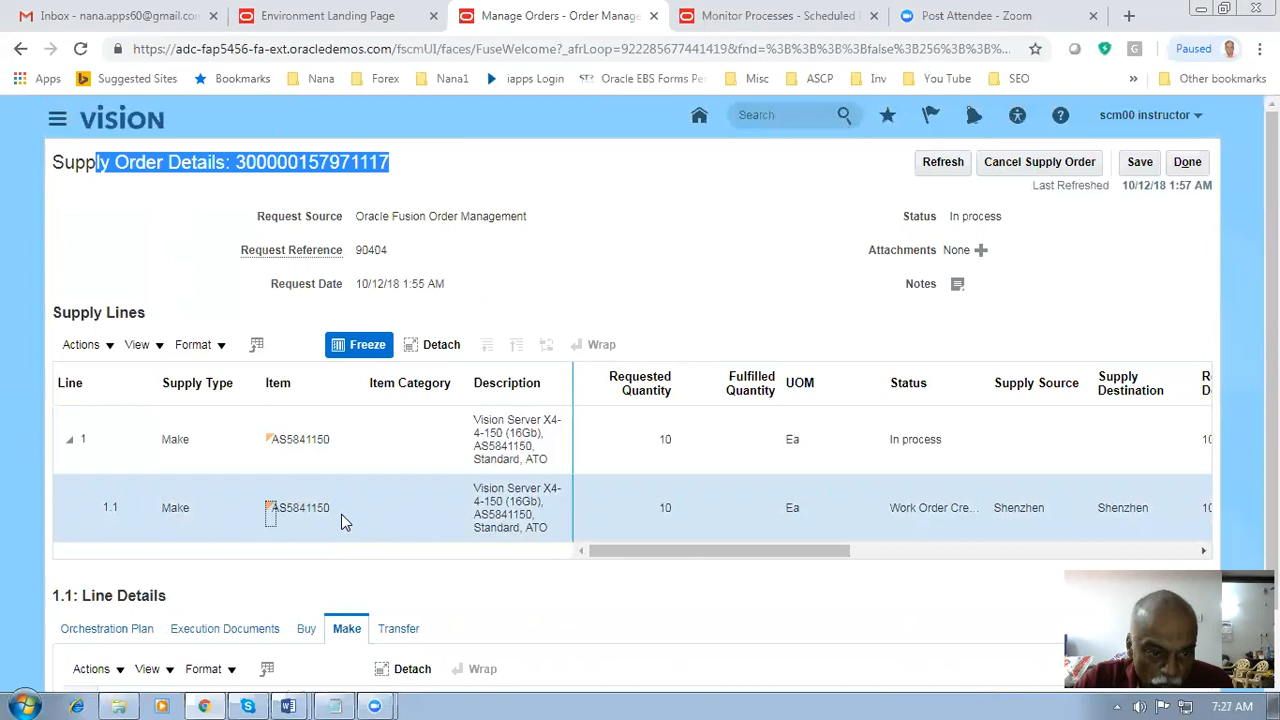 Inbox - nana.apps60@gmail.com
Environment Landing Page
Manage Orders - Order Manage
Monitor Processes - Scheduled
Post Attendee - Zoom
https://adc-fap5456-fa-ext.oracledemos.com/fscmUI/faces/FuseWelcome?_afrLoop=922285677441419&fnd=%3B%3B%3B%3Bfalse%3B256%3B%3B%3...
Paused
Apps
Suggested Sites
Bookmarks
Nana
Forex
Nana1
iapps Login
Oracle EBS Forms Pe
Misc
ASCP
Inv
You Tube
SEO
»
Other bookmarks
VISION
Search
scm00 instructor
Supply Order Details: 300000157971117
Refresh
Cancel Supply Order
Save
Done
Last Refreshed 10/12/18 1:57 AM
Request Source Oracle Fusion Order Management
Status In process
Request Reference 90404
Attachments None
Request Date 10/12/18 1:55 AM
Notes
Supply Lines
Actions View Format Freeze Detach Wrap
Line Supply Type Item Item Category Description Requested Quantity Fulfilled Quantity UOM Status Supply Source Supply Destination
1 Make AS5841150 Vision Server X4-
4-150 (16Gb),
AS5841150,
Standard, ATO
10 Ea In process
1.1 Make AS5841150 Vision Server X4-
4-150 (16Gb),
AS5841150,
Standard, ATO
10 Ea Work Order Cre... Shenzhen Shenzhen
1.1: Line Details
Orchestration Plan Execution Documents Buy Make Transfer
Actions View Format Detach Wrap
7:27 AM